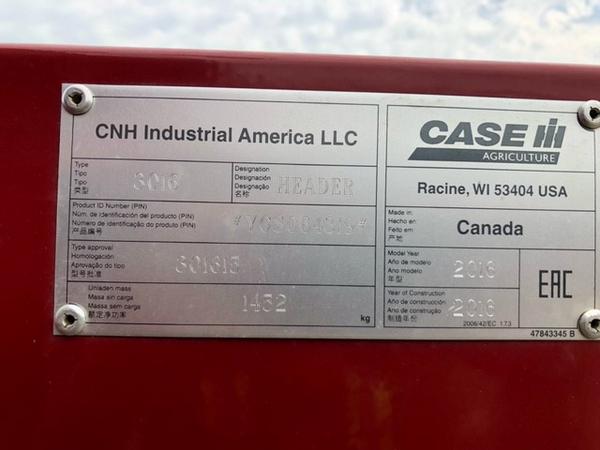 CNH Industrial America LLC
CASE IH
AGRICULTURE
Racine, WI 53404 USA
Type
Tipo
Tipo
类型
3016
Designation
Designación
Designação
名称
HEADER
Product ID Number (PIN)
Núm. de identificación del producto (PIN)
Número de identificação do produto (PIN)
产品编号
Type approval
Homologación
Aprovação do tipo
型号批准
Unladen mass
Masa sin carga
Massa sem carga
额定净功率
1432
kg
Made in:
Hecho en:
Feito em:
产地
Canada
Model Year
Año de modelo
Ano modelo
年型
2016
Year of Construction
Año de construcción
Ano de construção
制造年份
2016
2006/42/EC 1.7.3
EAC
47843345 B